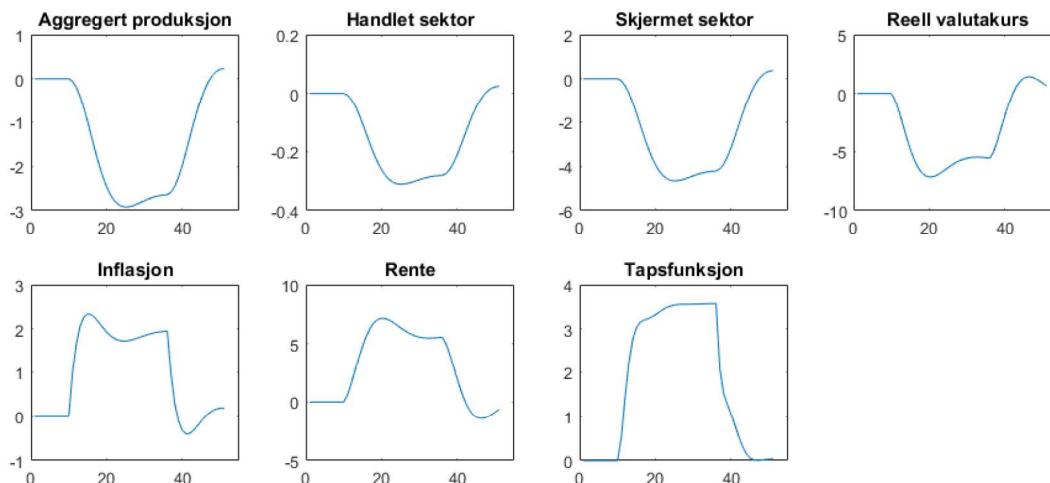 Aggregert produksjon
1
0
-1
-2
-3
0 20 40
Handlet sektor
0.2
0
-0.2
-0.4
0 20 40
Skjermet sektor
2
0
-2
-4
-6
0 20 40
Reell valutakurs
5
0
-5
-10
0 20 40
Inflasjon
3
2
1
0
-1
0 20 40
Rente
10
5
0
-5
0 20 40
Tapsfunksjon
4
3
2
1
0
0 20 40